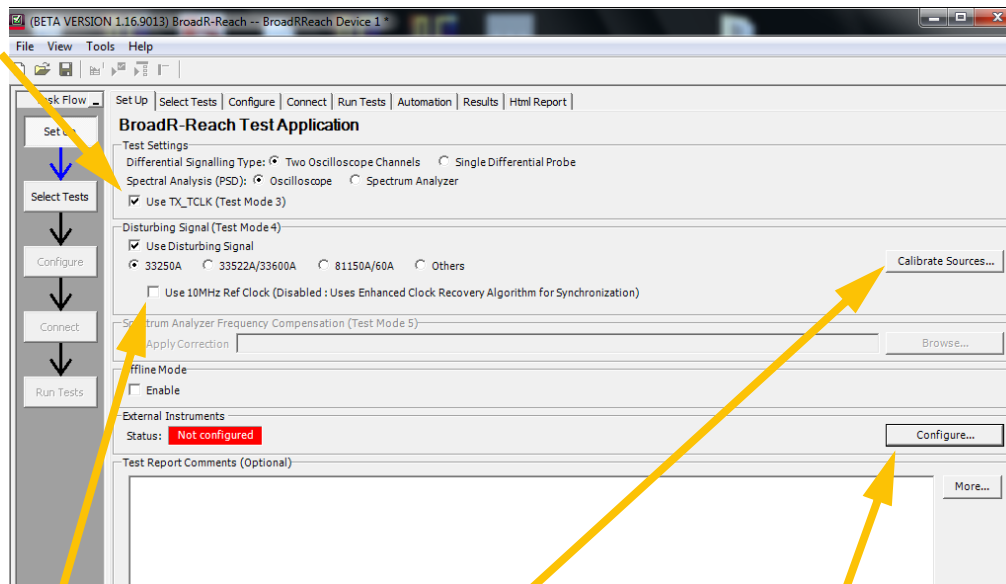 (BETA VERSION 1.16.9013) BroadR-Reach -- BroadRReach Device 1 *
File View Tools Help
Task Flow
Set Up
Select Tests
Configure
Connect
Run Tests
Set Up Select Tests Configure Connect Run Tests Automation Results Html Report
BroadR-Reach Test Application
Test Settings
Differential Signalling Type: Two Oscilloscope Channels Single Differential Probe
Spectral Analysis (PSD): Oscilloscope Spectrum Analyzer
Use TX_TCLK (Test Mode 3)
Disturbing Signal (Test Mode 4)
Use Disturbing Signal
33250A 33522A/33600A 81150A/60A Others
Calibrate Sources...
Use 10MHz Ref Clock (Disabled : Uses Enhanced Clock Recovery Algorithm for Synchronization)
Spectrum Analyzer Frequency Compensation (Test Mode 5)
Apply Correction Browse...
Offline Mode
Enable
External Instruments
Status: Not configured Configure...
Test Report Comments (Optional)
More...